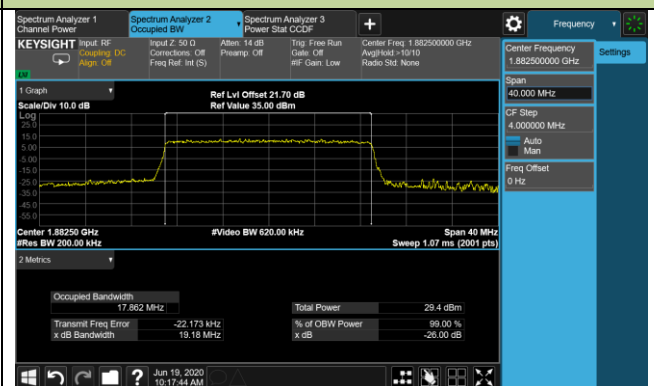 Spectrum Analyzer 1
Channel Power
Spectrum Analyzer 2
Occupied BW
Spectrum Analyzer 3
Power Stat CCDF
Frequency
KEYSIGHT
Input: RF
Coupling: DC
Align: Off
Input Z: 50 Ω
Corrections: Off
Freq Ref: Int (S)
Atten: 14 dB
Preamp: Off
Trig: Free Run
Gate: Off
#IF Gain: Low
Center Freq: 1.882500000 GHz
Avg|Hold:>10/10
Radio Std: None
Center Frequency
1.882500000 GHz
Settings
Span
40.000 MHz
CF Step
4.000000 MHz
Auto
Man
Freq Offset
0 Hz
1 Graph
Scale/Div 10.0 dB
Ref Lvl Offset 21.70 dB
Ref Value 35.00 dBm
Log
25.0
15.0
5.00
-5.00
-15.0
-25.0
-35.0
-45.0
-55.0
Center 1.88250 GHz
#Res BW 200.00 kHz
#Video BW 620.00 kHz
Span 40 MHz
Sweep 1.07 ms (2001 pts)
2 Metrics
Occupied Bandwidth
17.862 MHz
Total Power 29.4 dBm
Transmit Freq Error -22.173 kHz
% of OBW Power 99.00 %
x dB Bandwidth 19.18 MHz
x dB -26.00 dB
Jun 19, 2020
10:17:44 AM